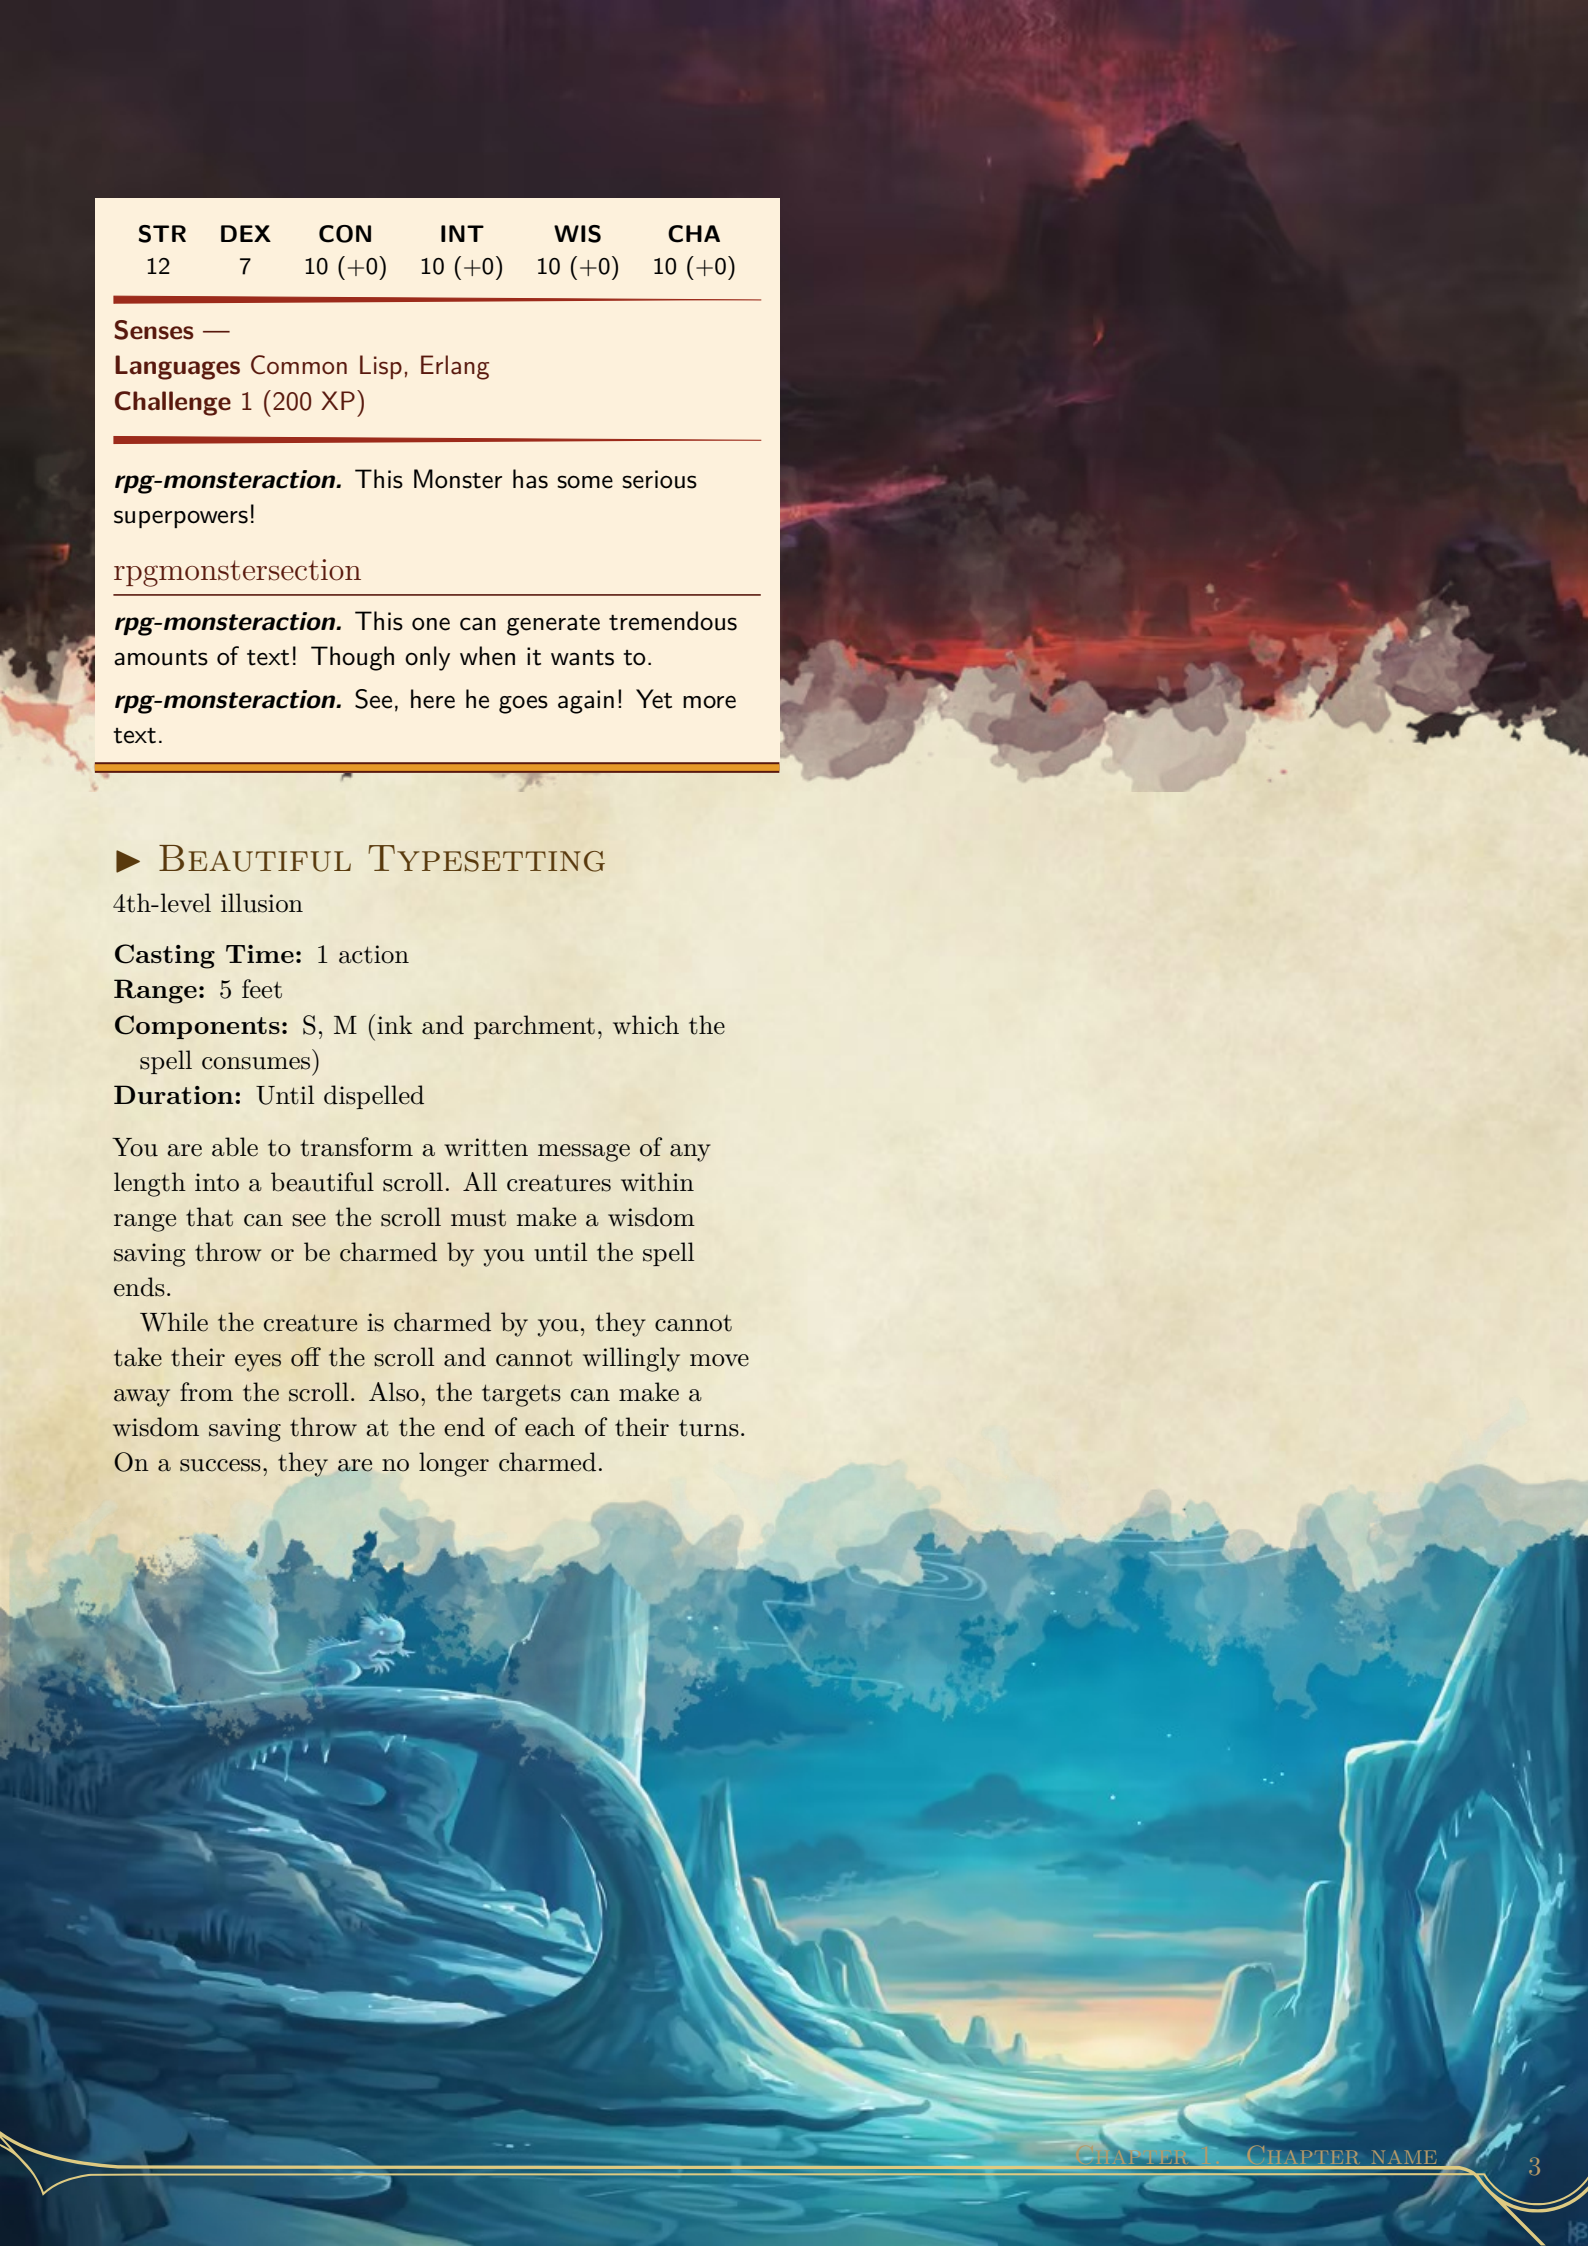 STR DEX CON INT WIS CHA
12 7 10 (+0) 10 (+0) 10 (+0) 10 (+0)
Senses —
Languages Common Lisp, Erlang
Challenge 1 (200 XP)
rpg-monsteraction. This Monster has some serious
superpowers!
rpgmonstersection
rpg-monsteraction. This one can generate tremendous
amounts of text! Though only when it wants to.
rpg-monsteraction. See, here he goes again! Yet more
text.
► Beautiful Typesetting
4th-level illusion
Casting Time: 1 action
Range: 5 feet
Components: S, M (ink and parchment, which the
spell consumes)
Duration: Until dispelled
You are able to transform a written message of any
length into a beautiful scroll. All creatures within
range that can see the scroll must make a wisdom
saving throw or be charmed by you until the spell
ends.
While the creature is charmed by you, they cannot
take their eyes off the scroll and cannot willingly move
away from the scroll. Also, the targets can make a
wisdom saving throw at the end of each of their turns.
On a success, they are no longer charmed.
Chapter 1. Chapter name
3